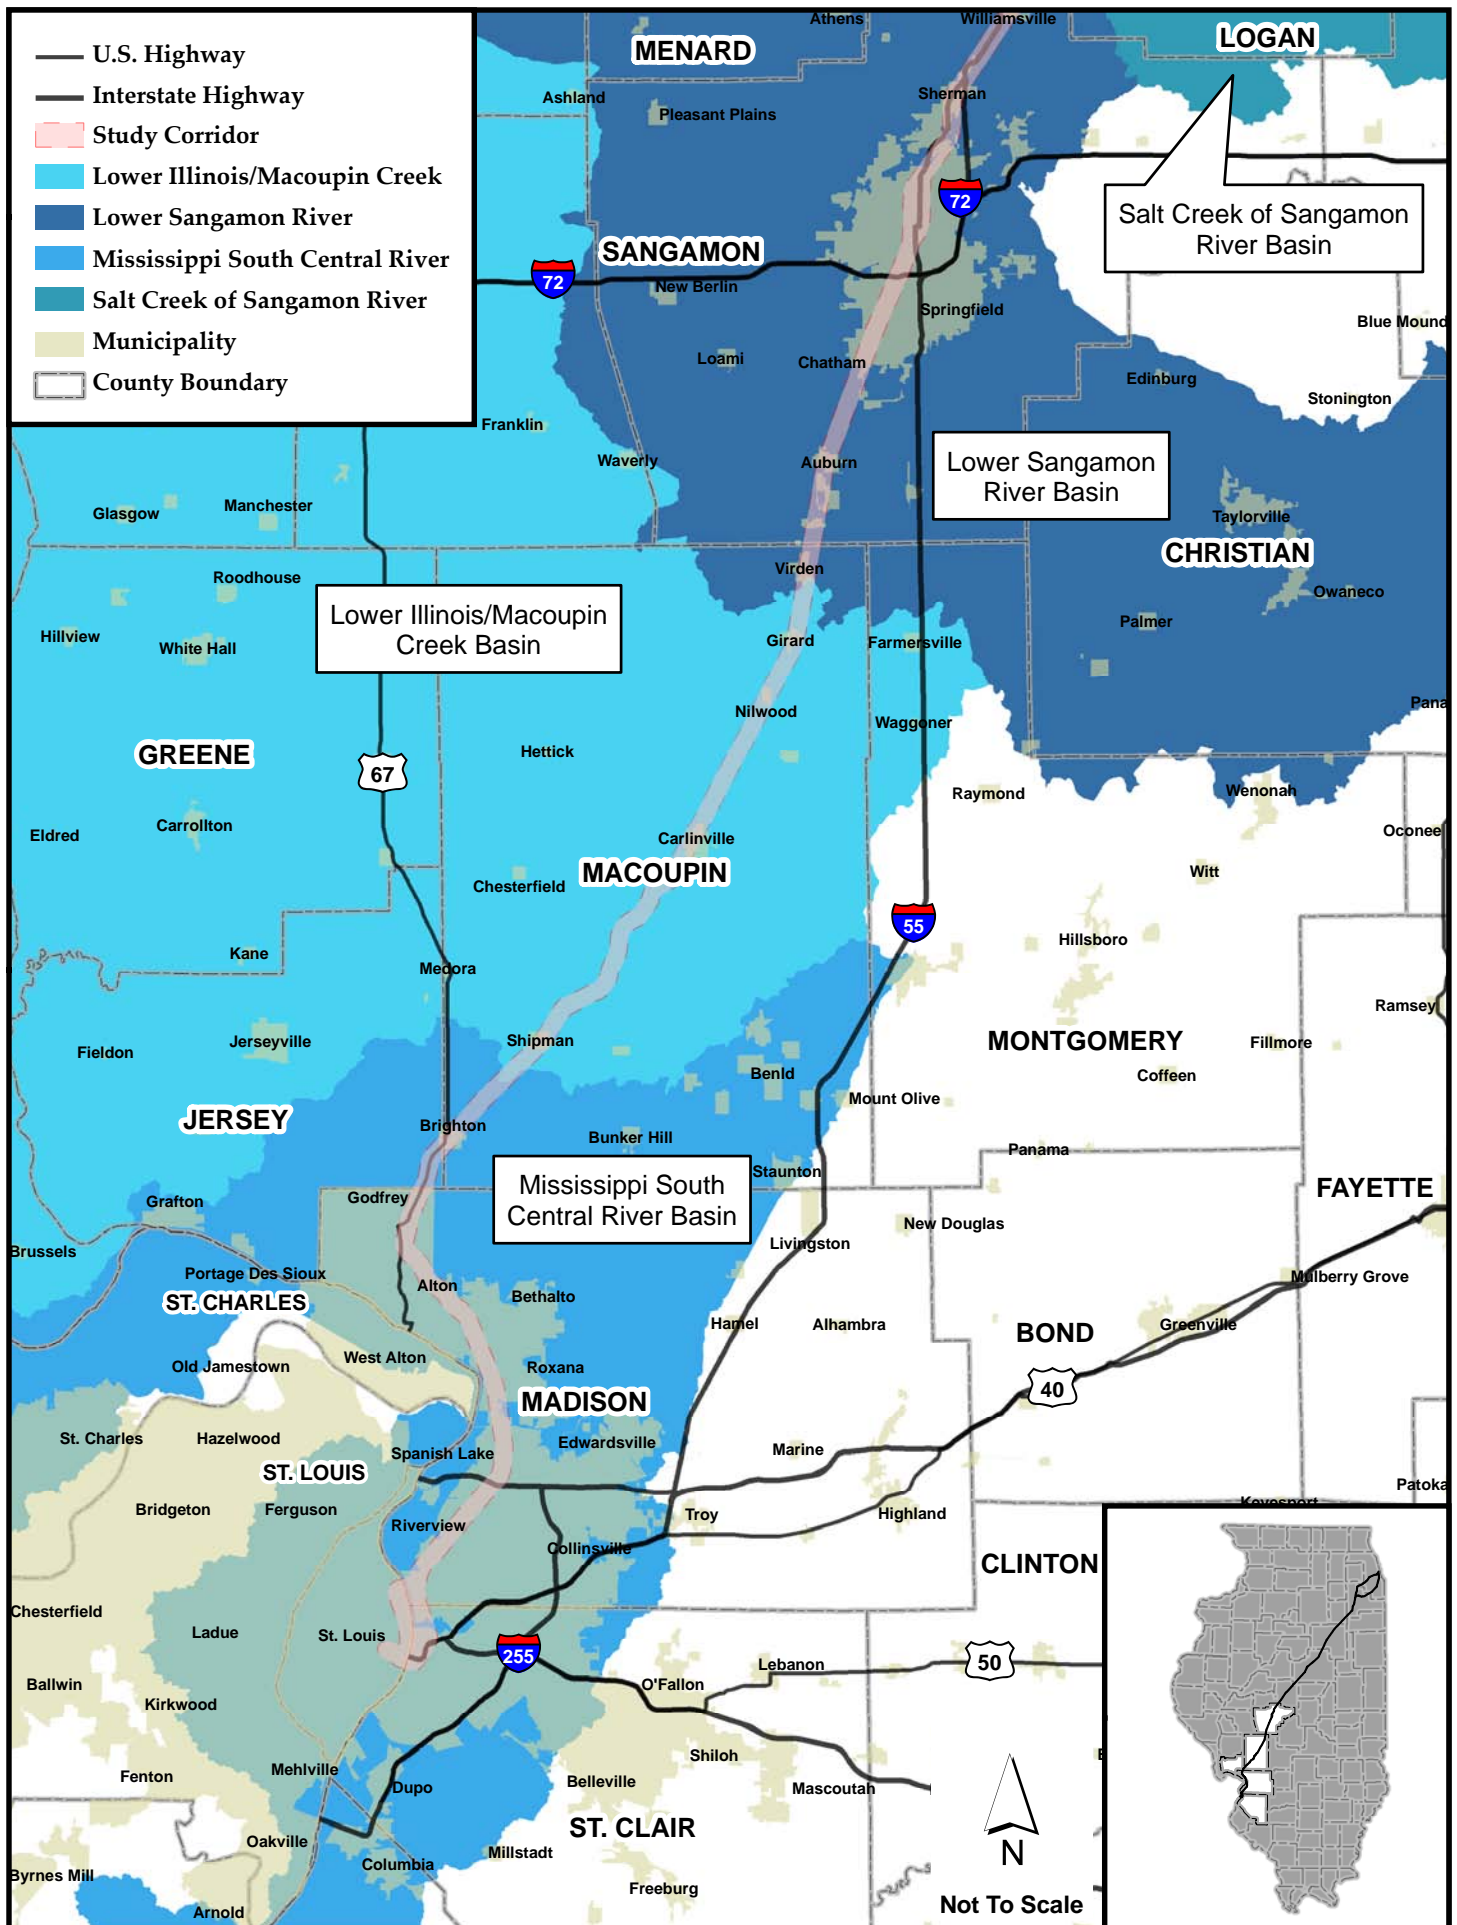 U.S. Highway
Interstate Highway
Study Corridor
Lower Illinois/Macoupin Creek
Lower Sangamon River
Mississippi South Central River
Salt Creek of Sangamon River
Municipality
County Boundary
Athens
Williamsville
MENARD
LOGAN
Ashland
Sherman
Pleasant Plains
72
Salt Creek of Sangamon
River Basin
SANGAMON
72
New Berlin
Springfield
Blue Mound
Loami
Chatham
Edinburg
Stonington
Franklin
Waverly
Auburn
Lower Sangamon
River Basin
Glasgow
Manchester
Taylorville
CHRISTIAN
Virden
Roodhouse
Owaneco
Lower Illinois/Macoupin
Creek Basin
Palmer
Hillview
White Hall
Girard
Farmersville
Pana
Nilwood
Waggoner
GREENE
Hettick
67
Raymond
Wenonah
Eldred
Carrollton
Carlinville
Oconee
MACOUPIN
Witt
Chesterfield
55
Hillsboro
Kane
Medora
Ramsey
Fieldon
Jerseyville
Shipman
MONTGOMERY
Fillmore
Benld
Coffeen
Mount Olive
JERSEY
Brighton
Bunker Hill
Panama
Staunton
Mississippi South
Central River Basin
FAYETTE
Grafton
Godfrey
New Douglas
Brussels
Livingston
Portage Des Sioux
Alton
Mulberry Grove
ST. CHARLES
Bethalto
Hamel
Alhambra
BOND
Greenville
West Alton
Old Jamestown
Roxana
40
MADISON
St. Charles
Hazelwood
Spanish Lake
Edwardsville
Marine
ST. LOUIS
Patoka
Keyesport
Bridgeton
Ferguson
Riverview
Troy
Highland
Collinsville
CLINTON
Chesterfield
Ladue
St. Louis
255
50
Lebanon
Ballwin
O'Fallon
Kirkwood
Shiloh
Mehlville
Fenton
Dupo
Belleville
Mascoutah
ST. CLAIR
Oakville
Millstadt
N
Columbia
Byrnes Mill
Freeburg
Not To Scale
Arnold